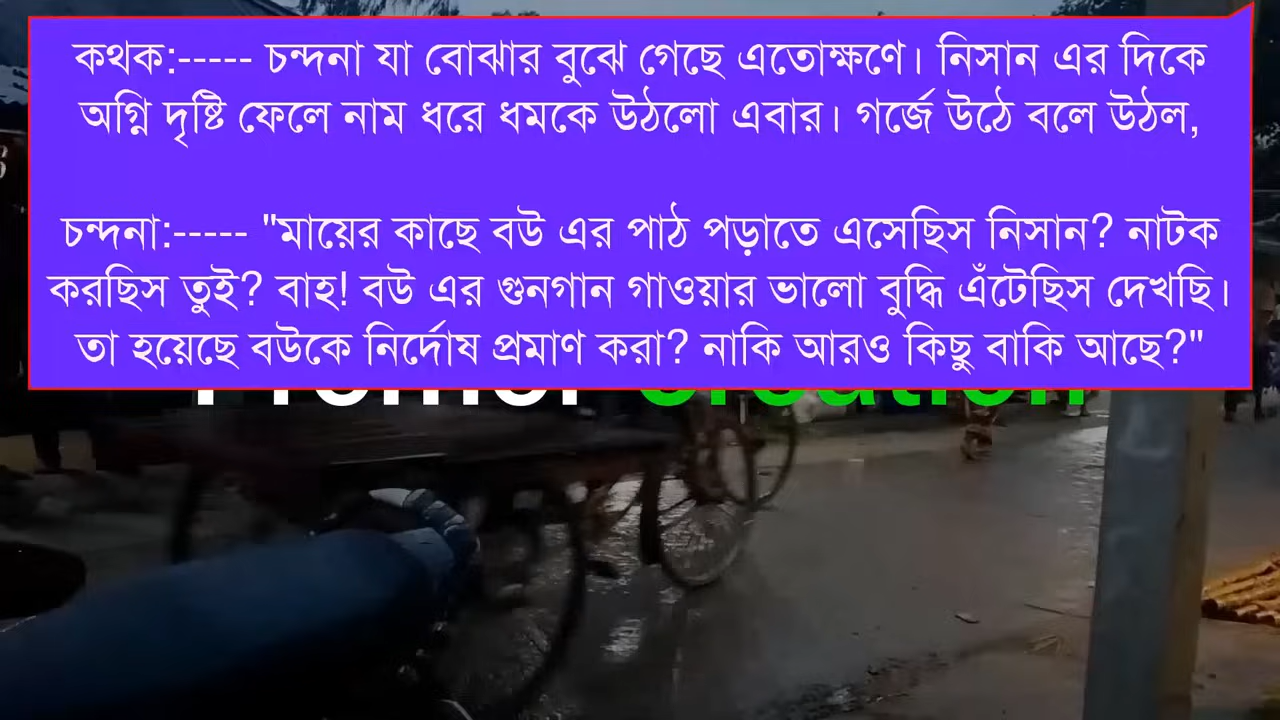 কথক:----- চন্দনা যা বোঝার বুঝে গেছে এতোক্ষণে। নিসান এর দিকে
অগ্নি দৃষ্টি ফেলে নাম ধরে ধমকে উঠলো এবার। গর্জে উঠে বলে উঠল,
চন্দনা:----- "মায়ের কাছে বউ এর পাঠ পড়াতে এসেছিস নিসান? নাটক
করছিস তুই? বাহ! বউ এর গুনগান গাওয়ার ভালো বুদ্ধি এঁটেছিস দেখছি।
তা হয়েছে বউকে নির্দোষ প্রমাণ করা? নাকি আরও কিছু বাকি আছে?"